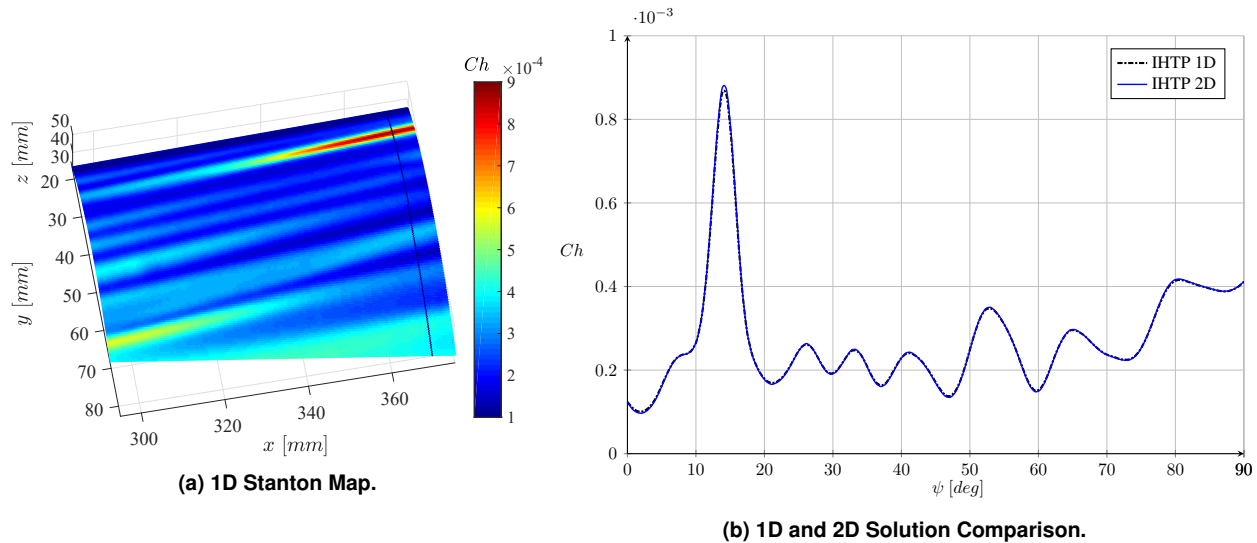 Ch ×10⁻⁴
9
8
7
6
5
4
3
2
1
z [mm]
50
40
30
y [mm]
20
30
40
50
60
70
80
300
320
340
360
x [mm]
(a) 1D Stanton Map.
·10⁻³
1
0.8
0.6
0.4
0.2
0
Ch
IHTP 1D
IHTP 2D
0 10 20 30 40 50 60 70 80 90
ψ [deg]
(b) 1D and 2D Solution Comparison.